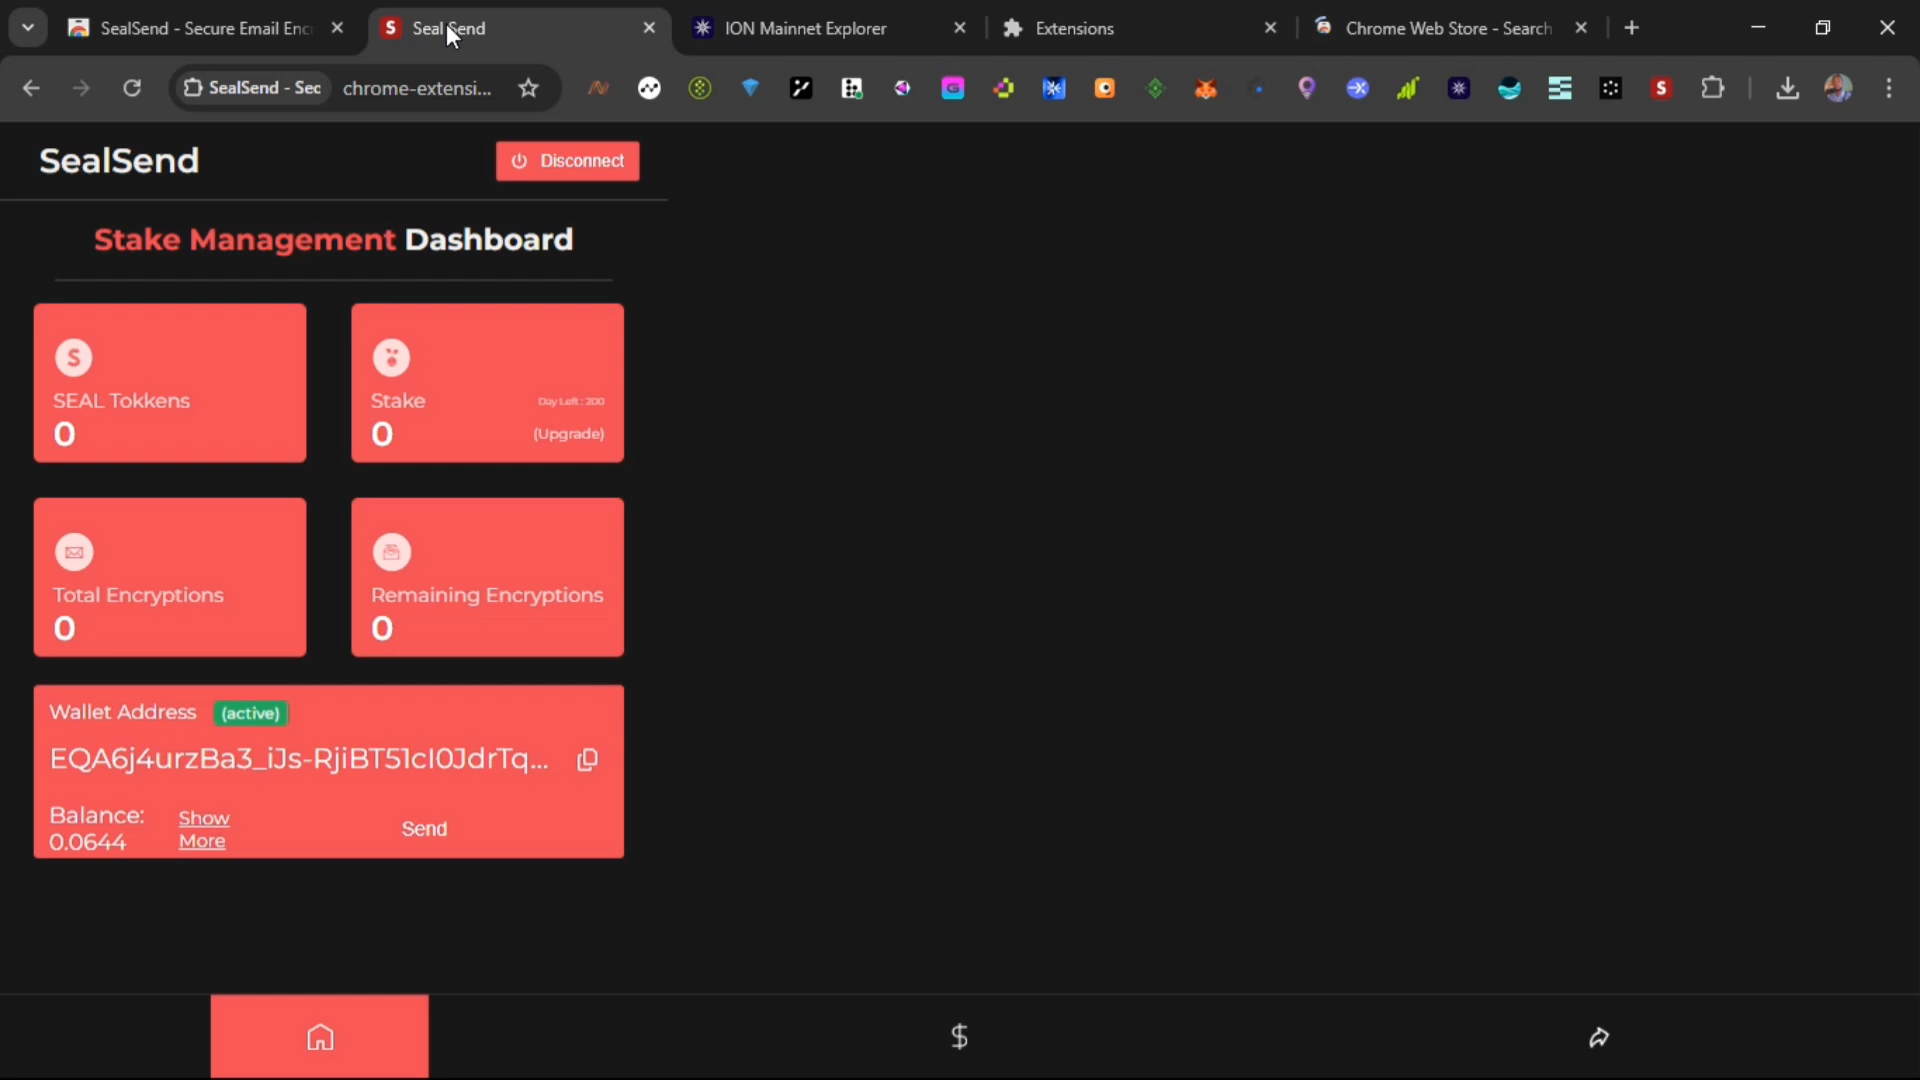 SealSend - Secure Email Enc
Seal Send
ION Mainnet Explorer
Extensions
Chrome Web Store - Search
SealSend - Sec
chrome-extensi...
SealSend
Disconnect
Stake Management Dashboard
SEAL Tokkens
0
Stake
Day Left : 200
0
(Upgrade)
Total Encryptions
0
Remaining Encryptions
0
Wallet Address (active)
EQA6j4urzBa3_iJs-RjiBT51cI0JdrTq...
Balance:
0.0644
Show
More
Send